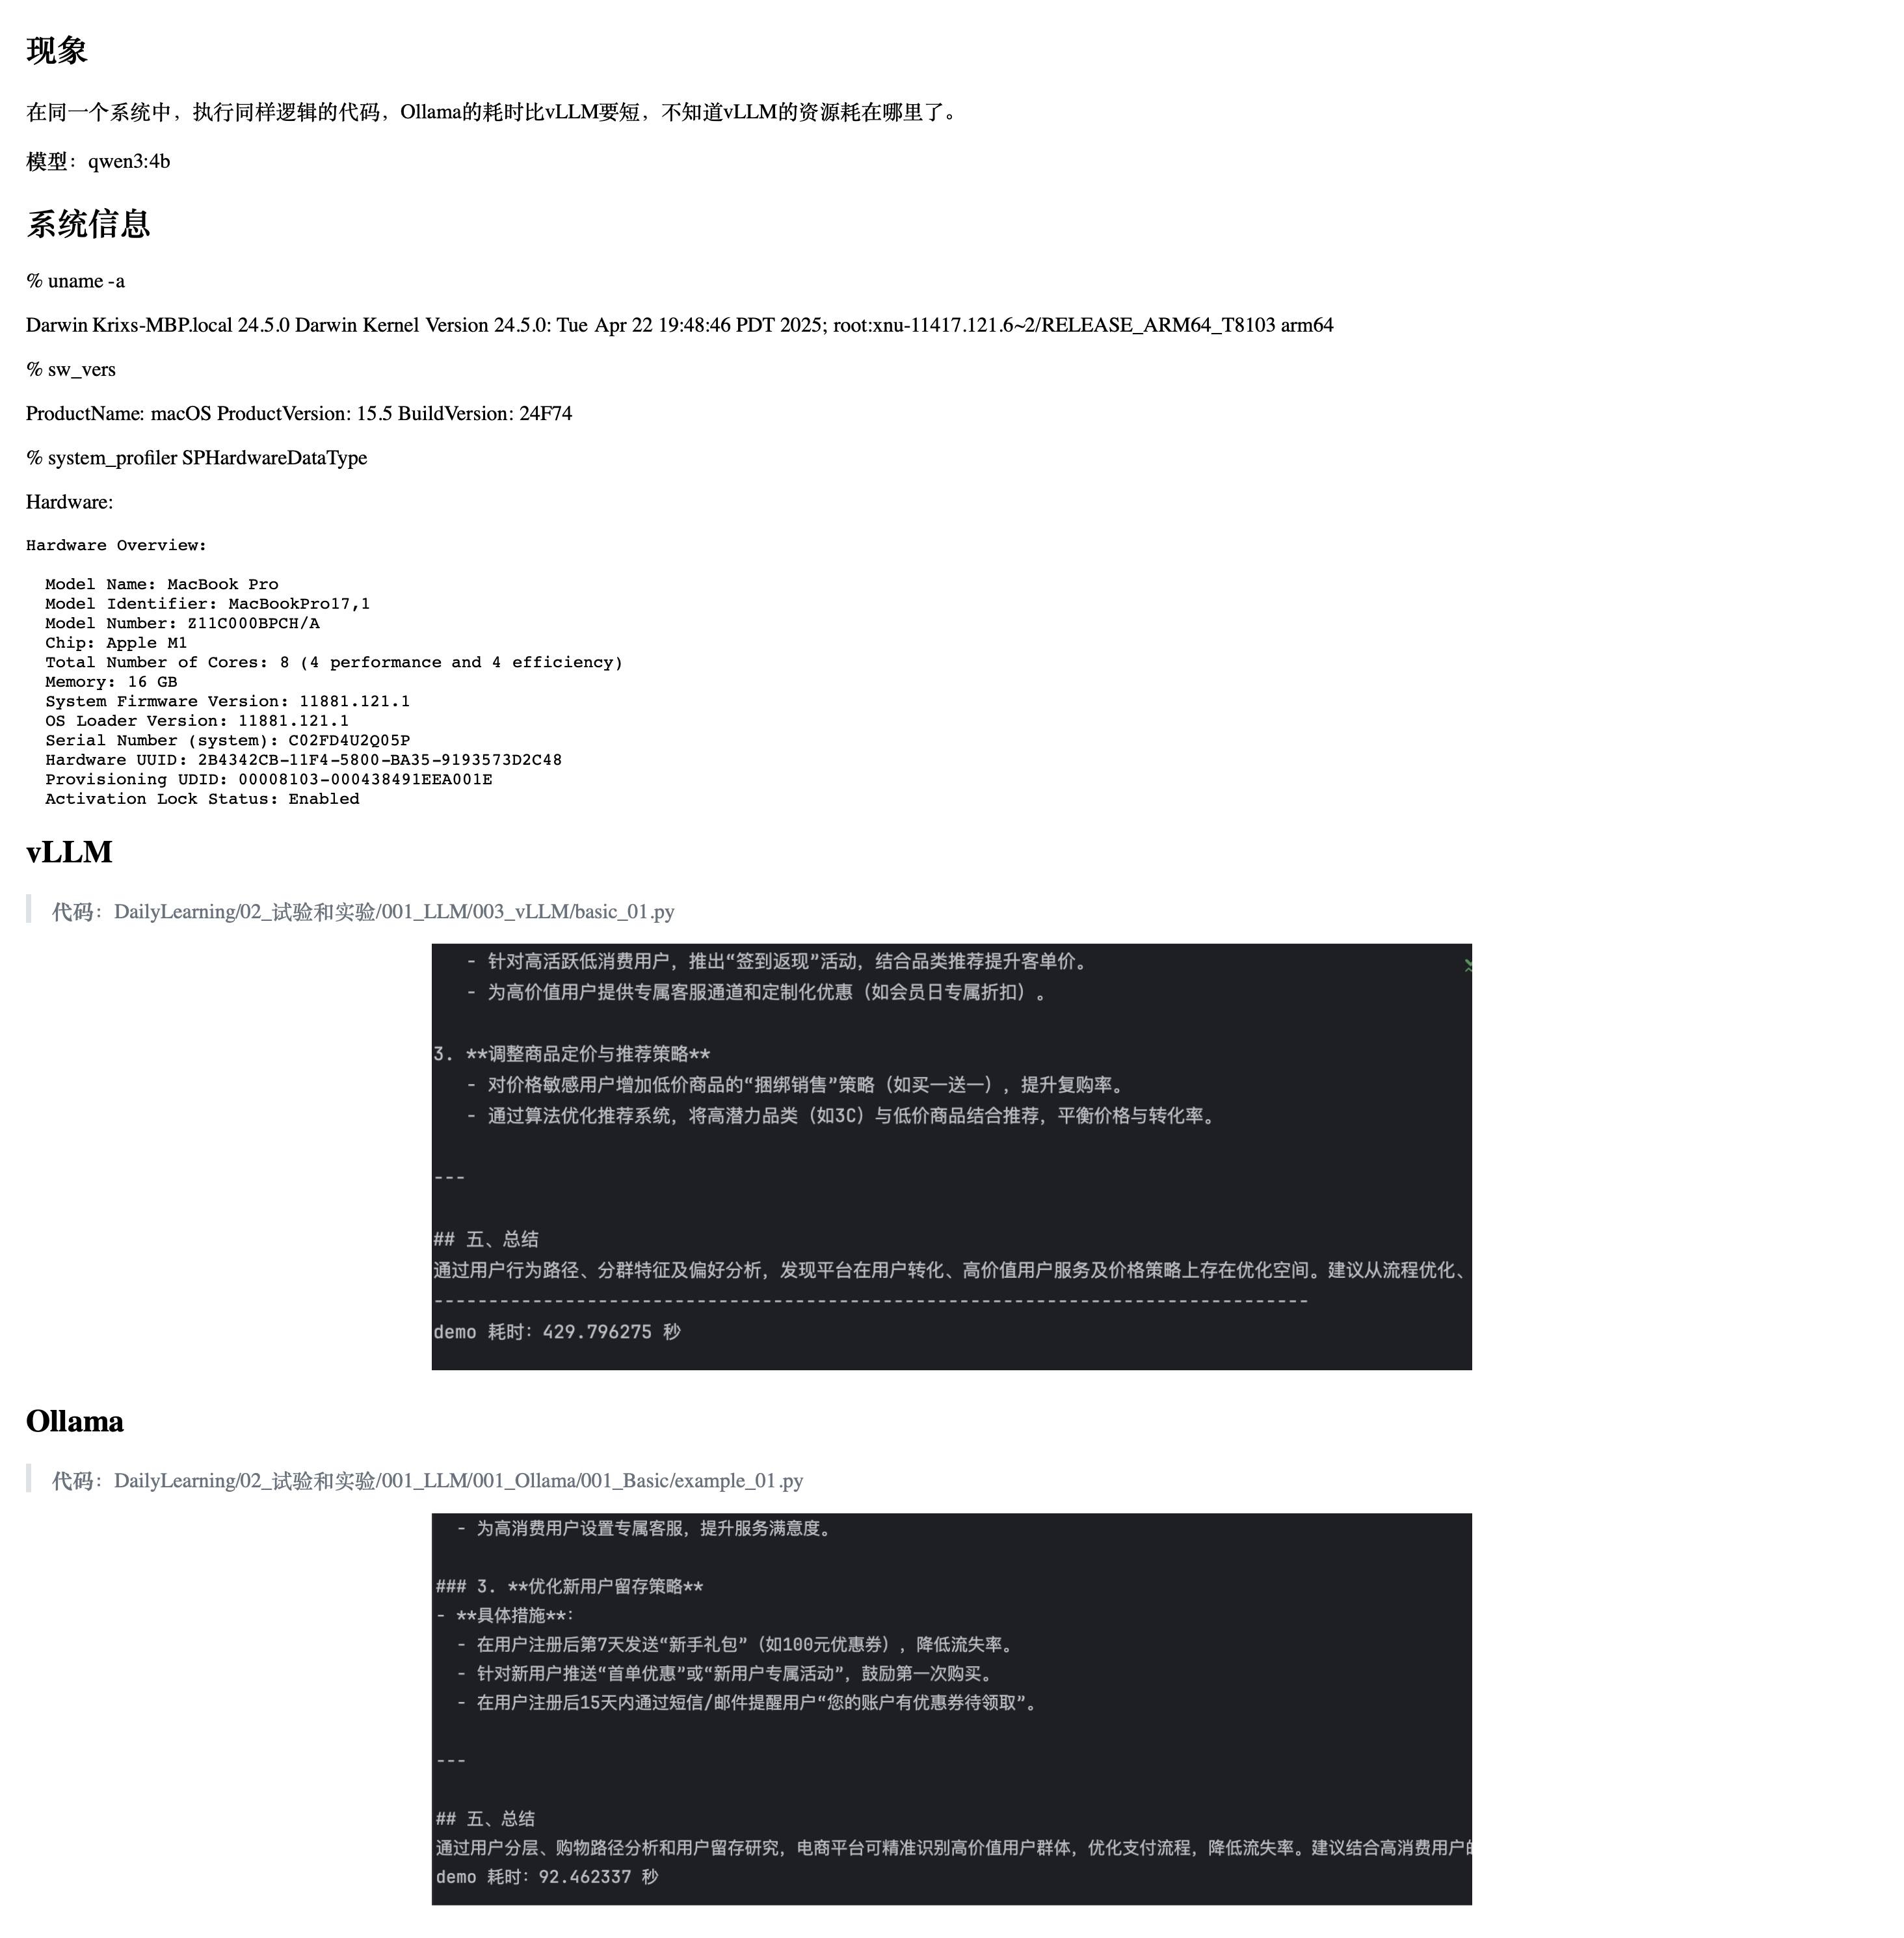 现象
在同一个系统中，执行同样逻辑的代码，Ollama的耗时比vLLM要短，不知道vLLM的资源耗在哪里了。
模型：qwen3:4b
系统信息
% uname -a
Darwin Krixs-MBP.local 24.5.0 Darwin Kernel Version 24.5.0: Tue Apr 22 19:48:46 PDT 2025; root:xnu-11417.121.6~2/RELEASE_ARM64_T8103 arm64
% sw_vers
ProductName: macOS ProductVersion: 15.5 BuildVersion: 24F74
% system_profiler SPHardwareDataType
Hardware:
Hardware Overview:
Model Name: MacBook Pro
Model Identifier: MacBookPro17,1
Model Number: Z11C000BPCH/A
Chip: Apple M1
Total Number of Cores: 8 (4 performance and 4 efficiency)
Memory: 16 GB
System Firmware Version: 11881.121.1
OS Loader Version: 11881.121.1
Serial Number (system): C02FD4U2Q05P
Hardware UUID: 2B4342CB-11F4-5800-BA35-9193573D2C48
Provisioning UDID: 00008103-000438491EEA001E
Activation Lock Status: Enabled
vLLM
代码：DailyLearning/02_试验和实验/001_LLM/003_vLLM/basic_01.py
- 针对高活跃低消费用户，推出“签到返现”活动，结合品类推荐提升客单价。
- 为高价值用户提供专属客服通道和定制化优惠（如会员日专属折扣）。
3. **调整商品定价与推荐策略**
- 对价格敏感用户增加低价商品的“捆绑销售”策略（如买一送一），提升复购率。
- 通过算法优化推荐系统，将高潜力品类（如3C）与低价商品结合推荐，平衡价格与转化率。
---
## 五、总结
通过用户行为路径、分群特征及偏好分析，发现平台在用户转化、高价值用户服务及价格策略上存在优化空间。建议从流程优化、
--------------------------------------------------------------------------------
demo 耗时：429.796275 秒
Ollama
代码：DailyLearning/02_试验和实验/001_LLM/001_Ollama/001_Basic/example_01.py
- 为高消费用户设置专属客服，提升服务满意度。
### 3. **优化新用户留存策略**
- **具体措施**：
- 在用户注册后第7天发送“新手礼包”（如100元优惠券），降低流失率。
- 针对新用户推送“首单优惠”或“新用户专属活动”，鼓励第一次购买。
- 在用户注册后15天内通过短信/邮件提醒用户“您的账户有优惠券待领取”。
---
## 五、总结
通过用户分层、购物路径分析和用户留存研究，电商平台可精准识别高价值用户群体，优化支付流程，降低流失率。建议结合高消费用户
demo 耗时：92.462337 秒